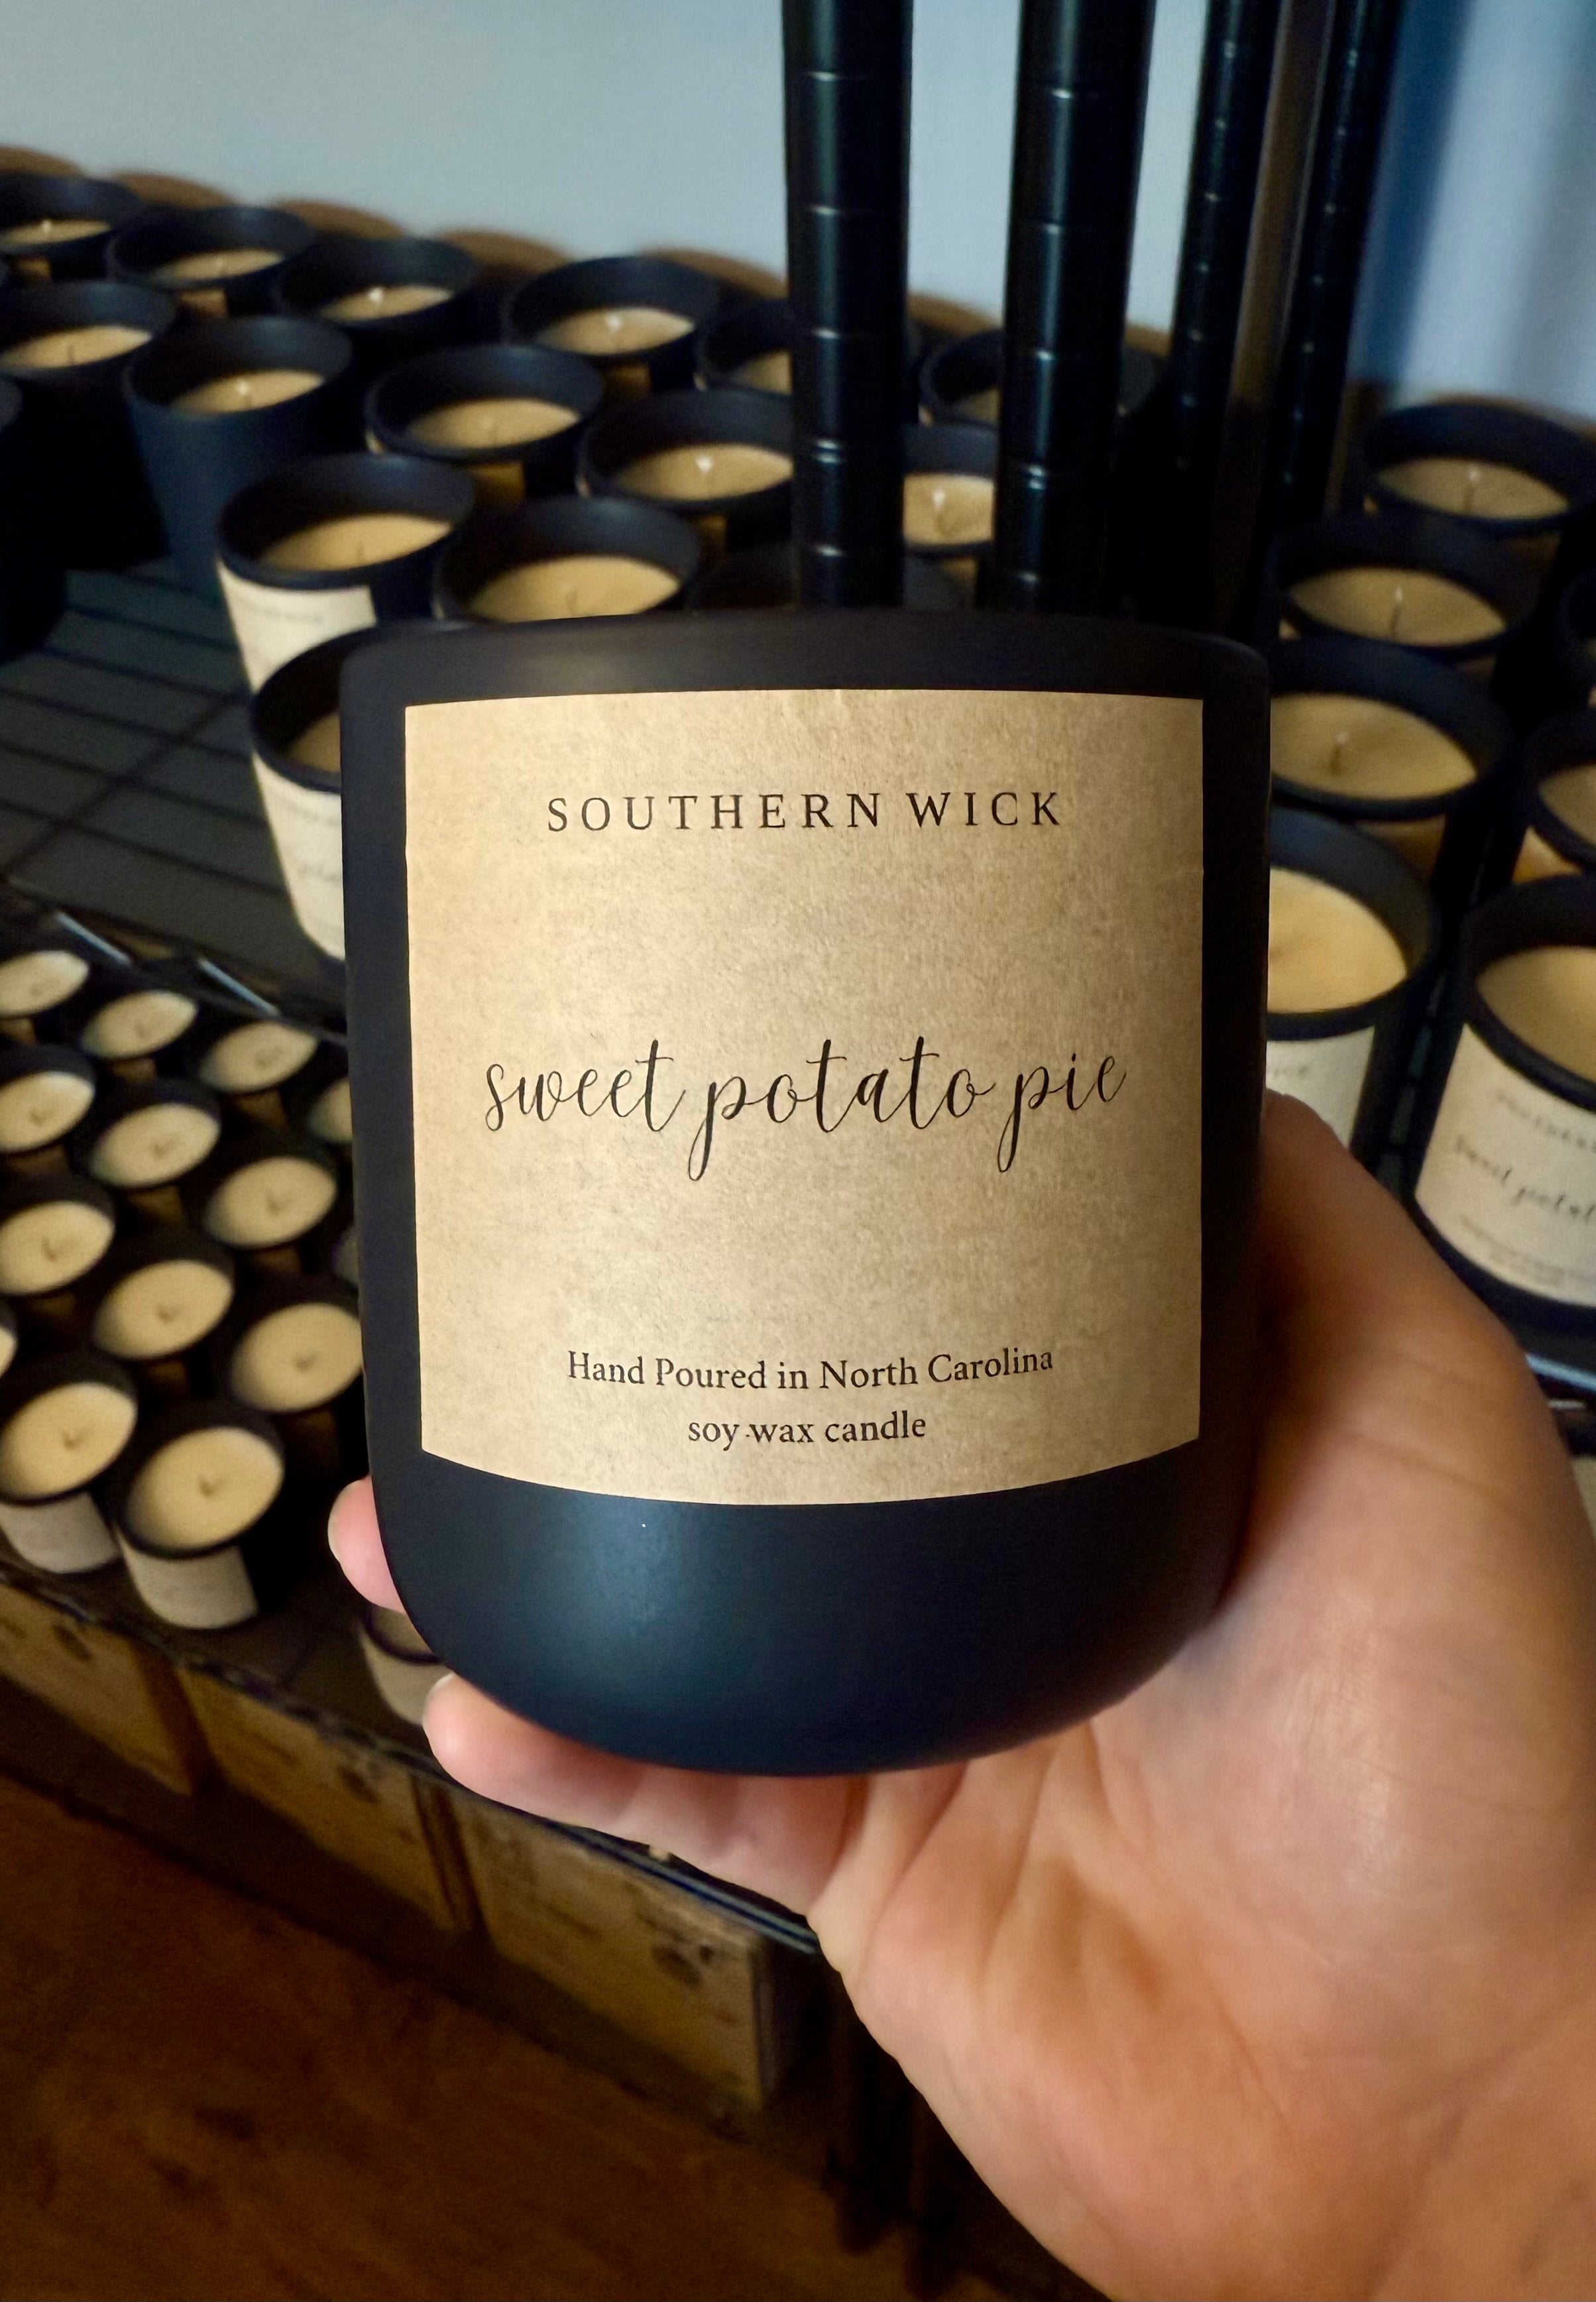 SOUTHERN WICK
sweet potato pie
Hand Poured in North Carolina
soy wax candle